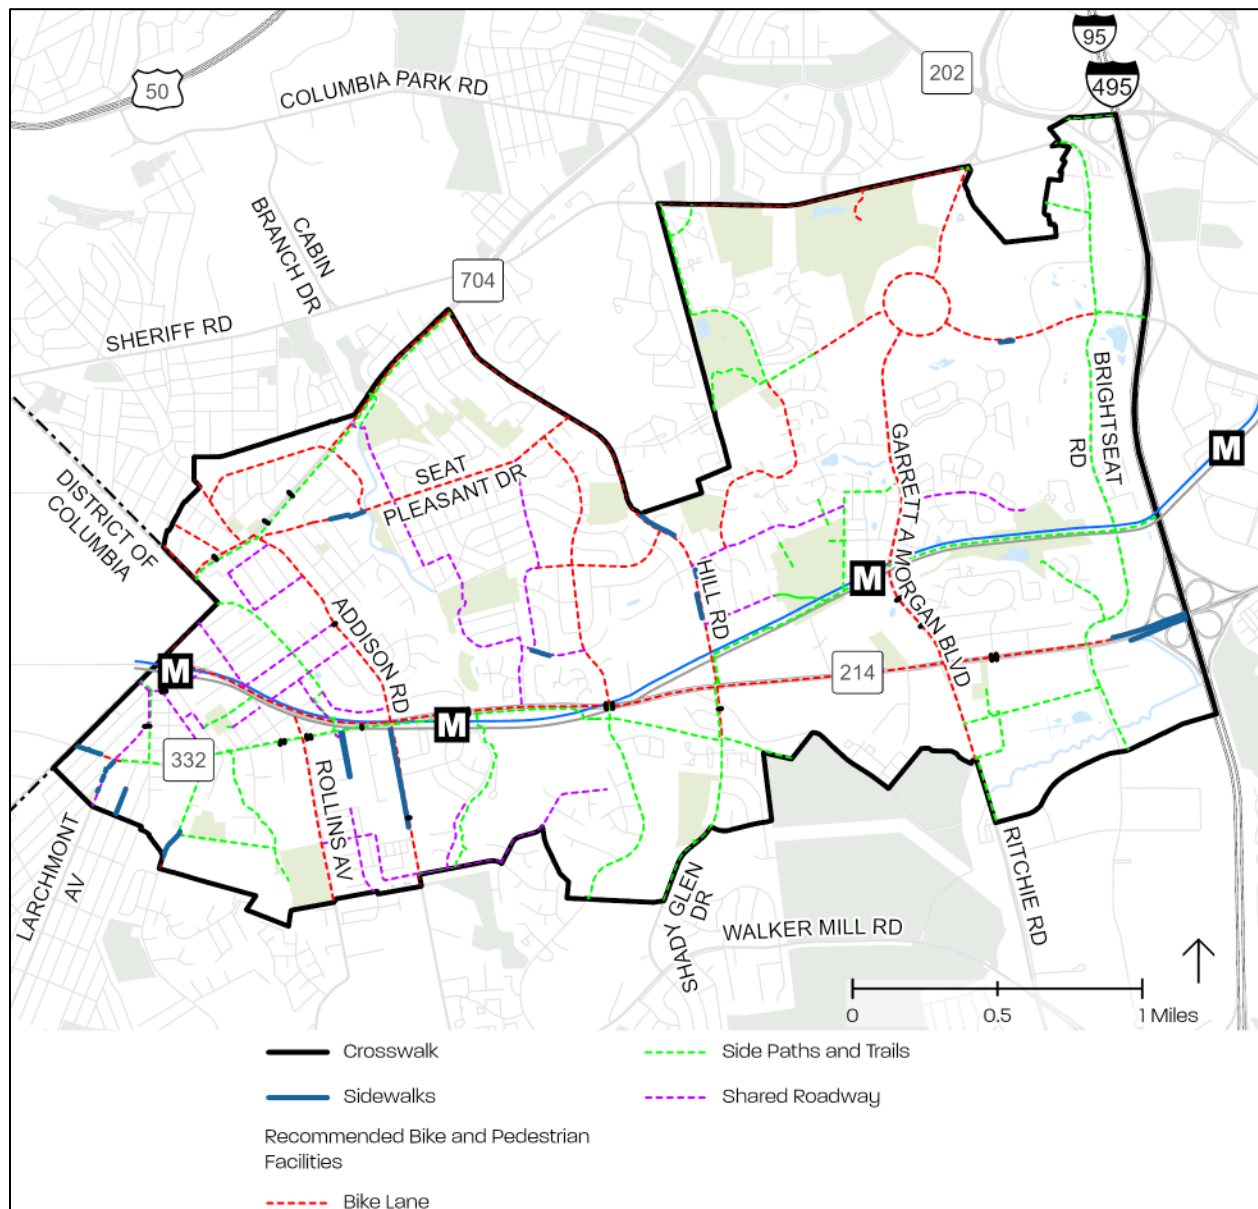 95
50
202
495
COLUMBIA PARK RD
CABIN
BRANCH DR
704
SHERIFF RD
BRIGHTSEAT
RD
GARRETT A MORGAN BLVD
M
SEAT
PLEASANT DR
DISTRICT OF
COLUMBIA
HILL RD
M
ADDISON RD
M
214
M
332
ROLLINS AV
LARCHMONT
AV
RITCHIE RD
SHADY GLEN
DR
WALKER MILL RD
0
0.5
1 Miles
Crosswalk
Side Paths and Trails
Sidewalks
Shared Roadway
Recommended Bike and Pedestrian
Facilities
Bike Lane